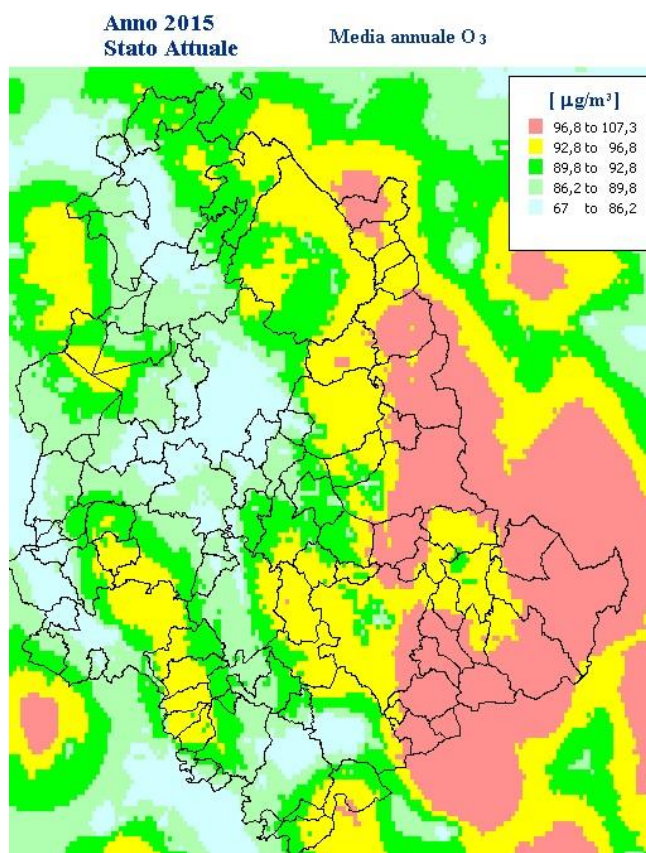 Anno 2015
Stato Attuale
Media annuale O3
[ µg/m³]
96,8 to 107,3
92,8 to 96,8
89,8 to 92,8
86,2 to 89,8
67 to 86,2